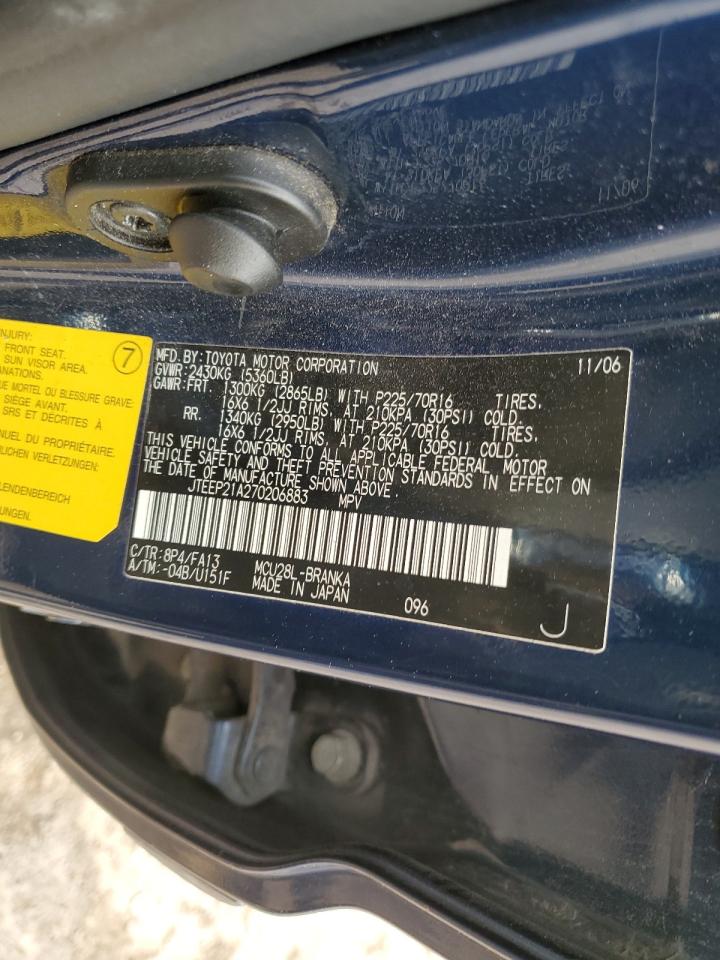 INJURY:
FRONT SEAT.
SUN VISOR AREA.
7
UE MORTEL OU BLESSURE GRAVE:
SIÈGE AVANT.
SRS ET DÉCRITES À
NUEL DU PROPRIÉTAIRE.
LICHEN VERLETZUNGEN:
LENDENBEREICH
MFD.BY:TOYOTA MOTOR CORPORATION 11/06
GVWR:2430KG (5360LB)
GAWR:FRT. 1300KG (2865LB) WITH P225/70R16 TIRES,
16X6 1/2JJ RIMS, AT 210KPA (30PSI) COLD.
RR. 1340KG (2950LB) WITH P225/70R16 TIRES,
16X6 1/2JJ RIMS, AT 210KPA (30PSI) COLD.
THIS VEHICLE CONFORMS TO ALL APPLICABLE FEDERAL MOTOR
VEHICLE SAFETY AND THEFT PREVENTION STANDARDS IN EFFECT ON
THE DATE OF MANUFACTURE SHOWN ABOVE.
JTEEP21A270206883 MPV
C/TR:8P4/FA13 MCU28L-BRANKA
A/TM:-04B/U151F MADE IN JAPAN 096 J